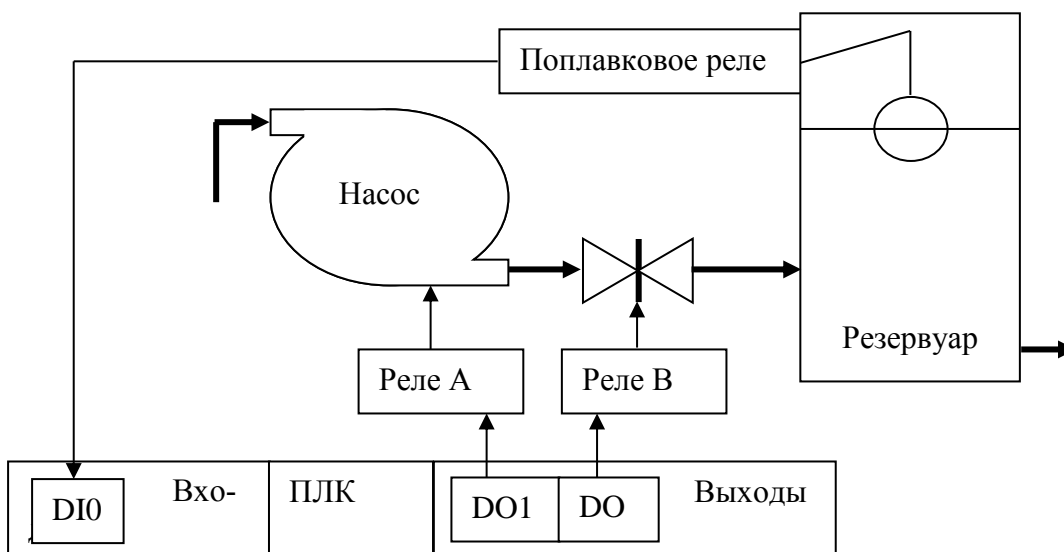 Поплавковое реле
Насос
Резервуар
Реле А
Реле В
DI0
Вхо-
ПЛК
DO1
DO
Выходы